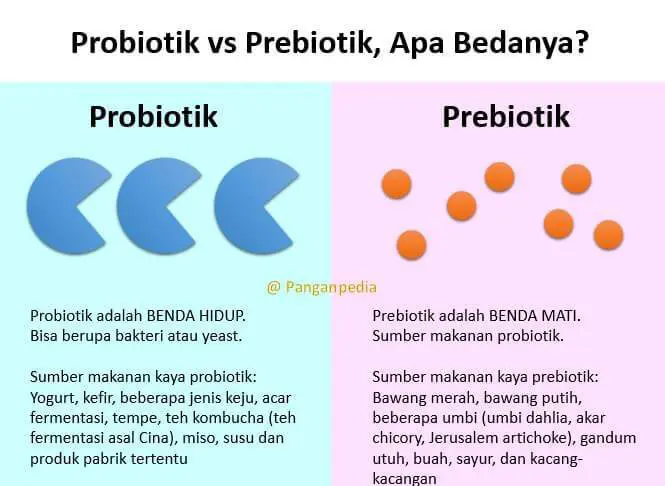 Probiotik vs Prebiotik, Apa Bedanya?
Probiotik
Prebiotik
@ Panganpedia
Probiotik adalah BENDA HIDUP.
Bisa berupa bakteri atau yeast.
Sumber makanan kaya probiotik:
Yogurt, kefir, beberapa jenis keju, acar
fermentasi, tempe, teh kombucha (teh
fermentasi asal Cina), miso, susu dan
produk pabrik tertentu
Prebiotik adalah BENDA MATI.
Sumber makanan probiotik.
Sumber makanan kaya prebiotik:
Bawang merah, bawang putih,
beberapa umbi (umbi dahlia, akar
chicory, Jerusalem artichoke), gandum
utuh, buah, sayur, dan kacang-
kacangan